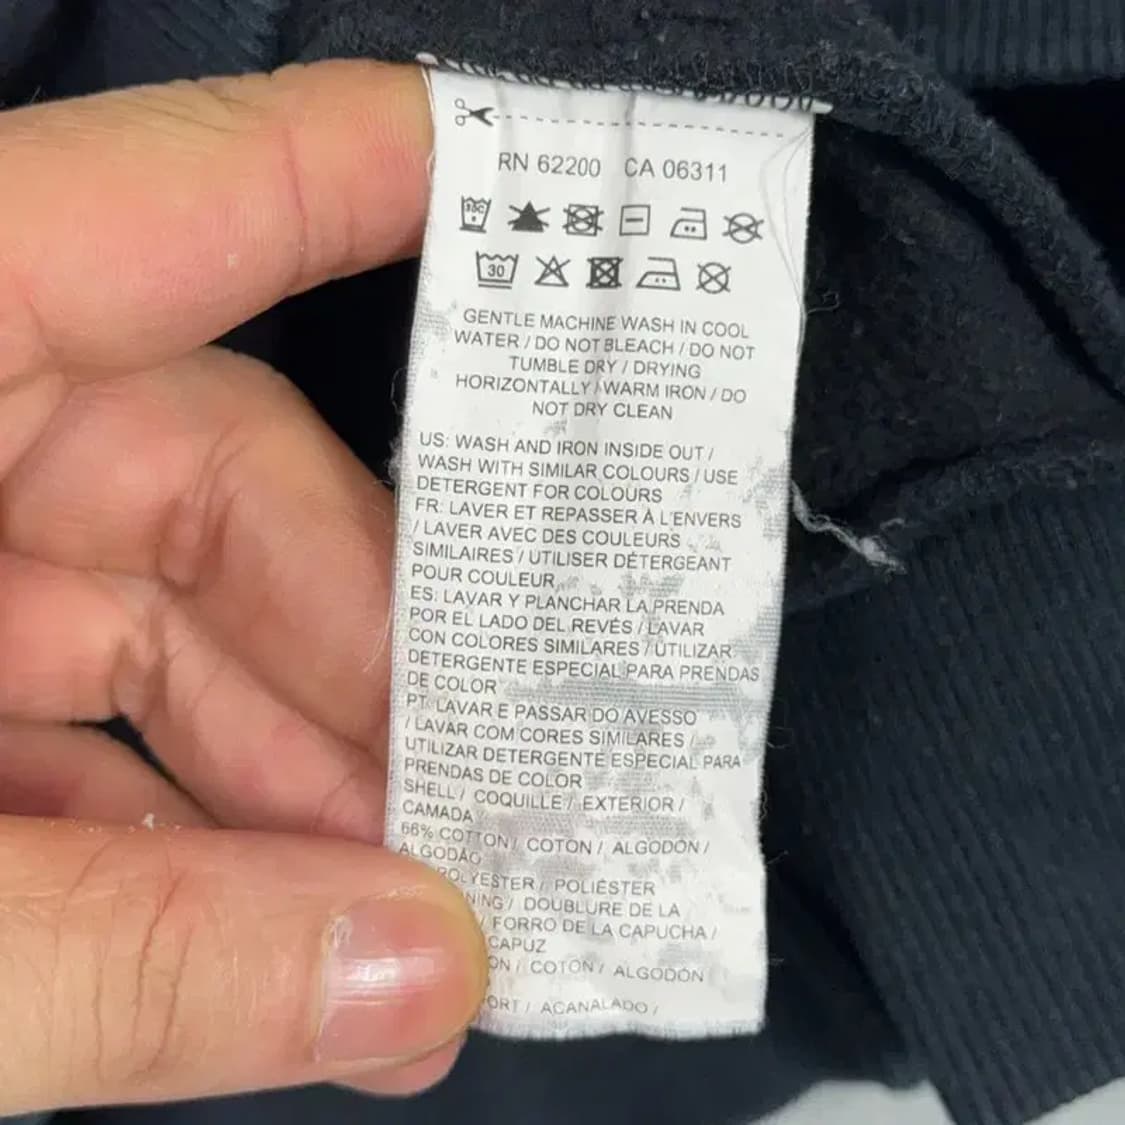 RN 62200 CA 06311
30C
30
GENTLE MACHINE WASH IN COOL
WATER / DO NOT BLEACH / DO NOT
TUMBLE DRY / DRYING
HORIZONTALLY / WARM IRON / DO
NOT DRY CLEAN
US: WASH AND IRON INSIDE OUT /
WASH WITH SIMILAR COLOURS / USE
DETERGENT FOR COLOURS
FR: LAVER ET REPASSER À L'ENVERS
/ LAVER AVEC DES COULEURS
SIMILAIRES / UTILISER DÉTERGEANT
POUR COULEUR
ES: LAVAR Y PLANCHAR LA PRENDA
POR EL LADO DEL REVÉS / LAVAR
CON COLORES SIMILARES / UTILIZAR
DETERGENTE ESPECIAL PARA PRENDAS
DE COLOR
PT: LAVAR E PASSAR DO AVESSO
/ LAVAR COM CORES SIMILARES /
UTILIZAR DETERGENTE ESPECIAL PARA
PRENDAS DE COLOR
SHELL / COQUILLE / EXTERIOR /
CAMADA
66% COTTON / COTON / ALGODÓN /
ALGODÃO
POLYESTER / POLIÉSTER
/ DOUBLURE DE LA
/ FORRO DE LA CAPUCHA /
CAPUZ
/ COTON / ALGODÓN
/ ACANALADO /